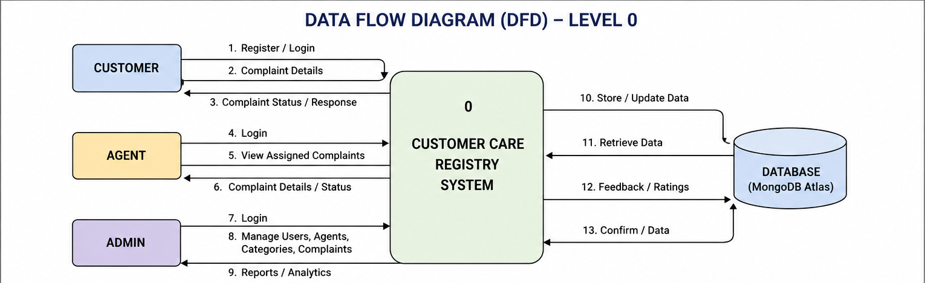 DATA FLOW DIAGRAM (DFD) – LEVEL 0
CUSTOMER
1. Register / Login
2. Complaint Details
3. Complaint Status / Response
AGENT
4. Login
5. View Assigned Complaints
6. Complaint Details / Status
ADMIN
7. Login
8. Manage Users, Agents,
Categories, Complaints
9. Reports / Analytics
0
CUSTOMER CARE
REGISTRY
SYSTEM
10. Store / Update Data
11. Retrieve Data
12. Feedback / Ratings
13. Confirm / Data
DATABASE
(MongoDB Atlas)